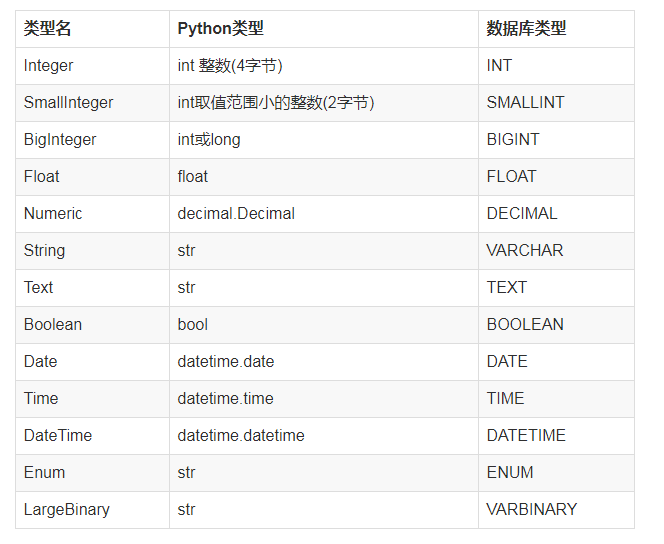 类型名 Python类型 数据库类型
Integer int 整数(4字节) INT
SmallInteger int取值范围小的整数(2字节) SMALLINT
BigInteger int或long BIGINT
Float float FLOAT
Numeric decimal.Decimal DECIMAL
String str VARCHAR
Text str TEXT
Boolean bool BOOLEAN
Date datetime.date DATE
Time datetime.time TIME
DateTime datetime.datetime DATETIME
Enum str ENUM
LargeBinary str VARBINARY